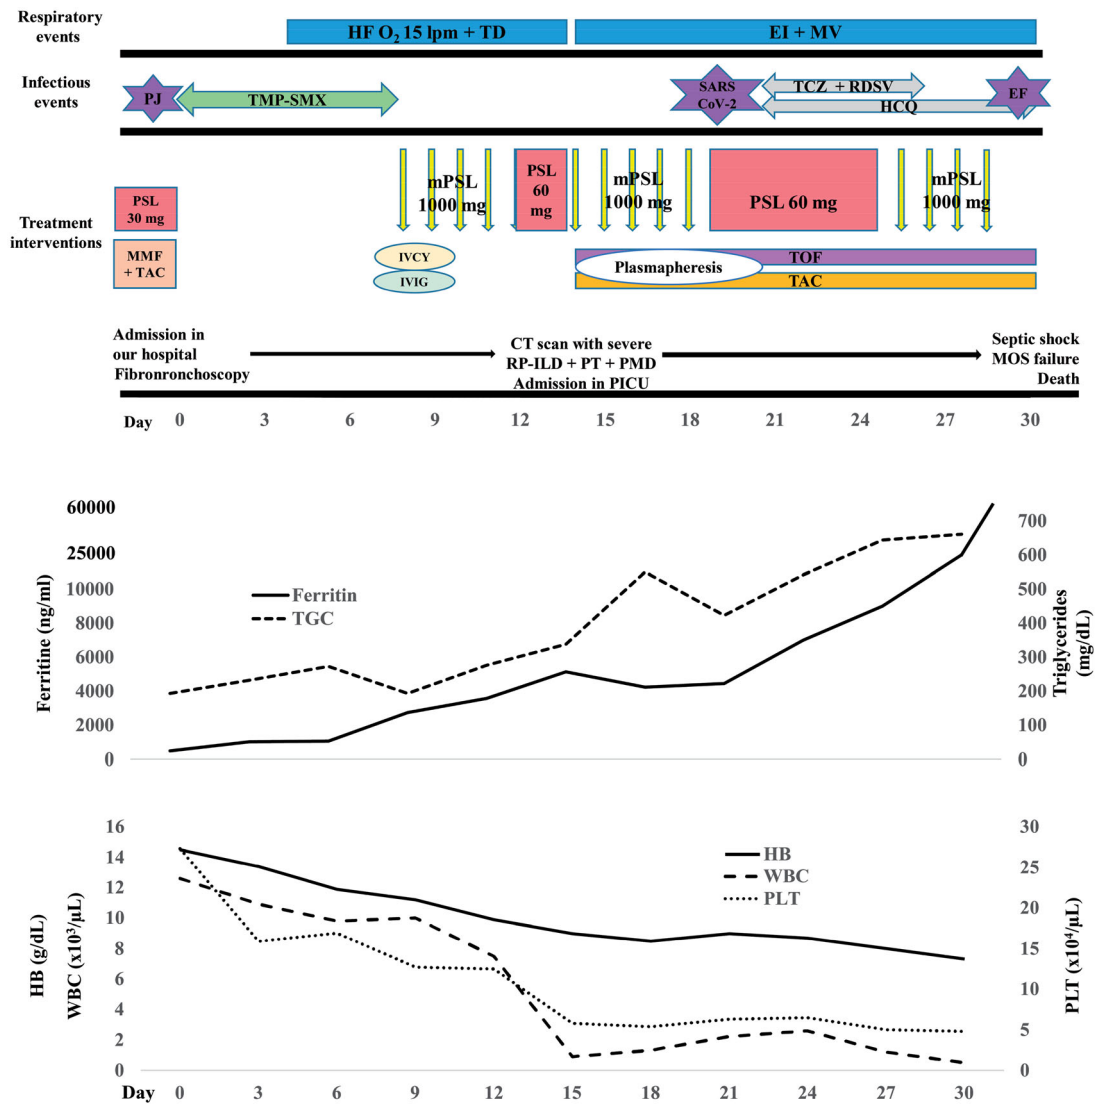 Respiratory
events
HF O2 15 lpm + TD
EI + MV
Infectious
events
PJ
TMP-SMX
SARS
CoV-2
TCZ + RDSV
HCQ
EF
Treatment
interventions
PSL
30 mg
MMF
+ TAC
mPSL
1000 mg
IVCY
IVIG
PSL
60
mg
mPSL
1000 mg
PSL 60 mg
mPSL
1000 mg
Plasmapheresis
TOF
TAC
Admission in
our hospital
Fibronronchoscopy
CT scan with severe
RP-ILD + PT + PMD
Admission in PICU
Septic shock
MOS failure
Death
Day 0 3 6 9 12 15 18 21 24 27 30
Ferritine (ng/ml)
60000
25000
10000
8000
6000
4000
2000
0
Ferritin
TGC
700
600
500
400
300
200
100
0
Triglycerides
(mg/dL)
HB (g/dL)
WBC (x10³/µL)
16
14
12
10
8
6
4
2
0
HB
WBC
PLT
30
25
20
15
10
5
0
PLT (x10⁴/µL)
Day 0 3 6 9 12 15 18 21 24 27 30